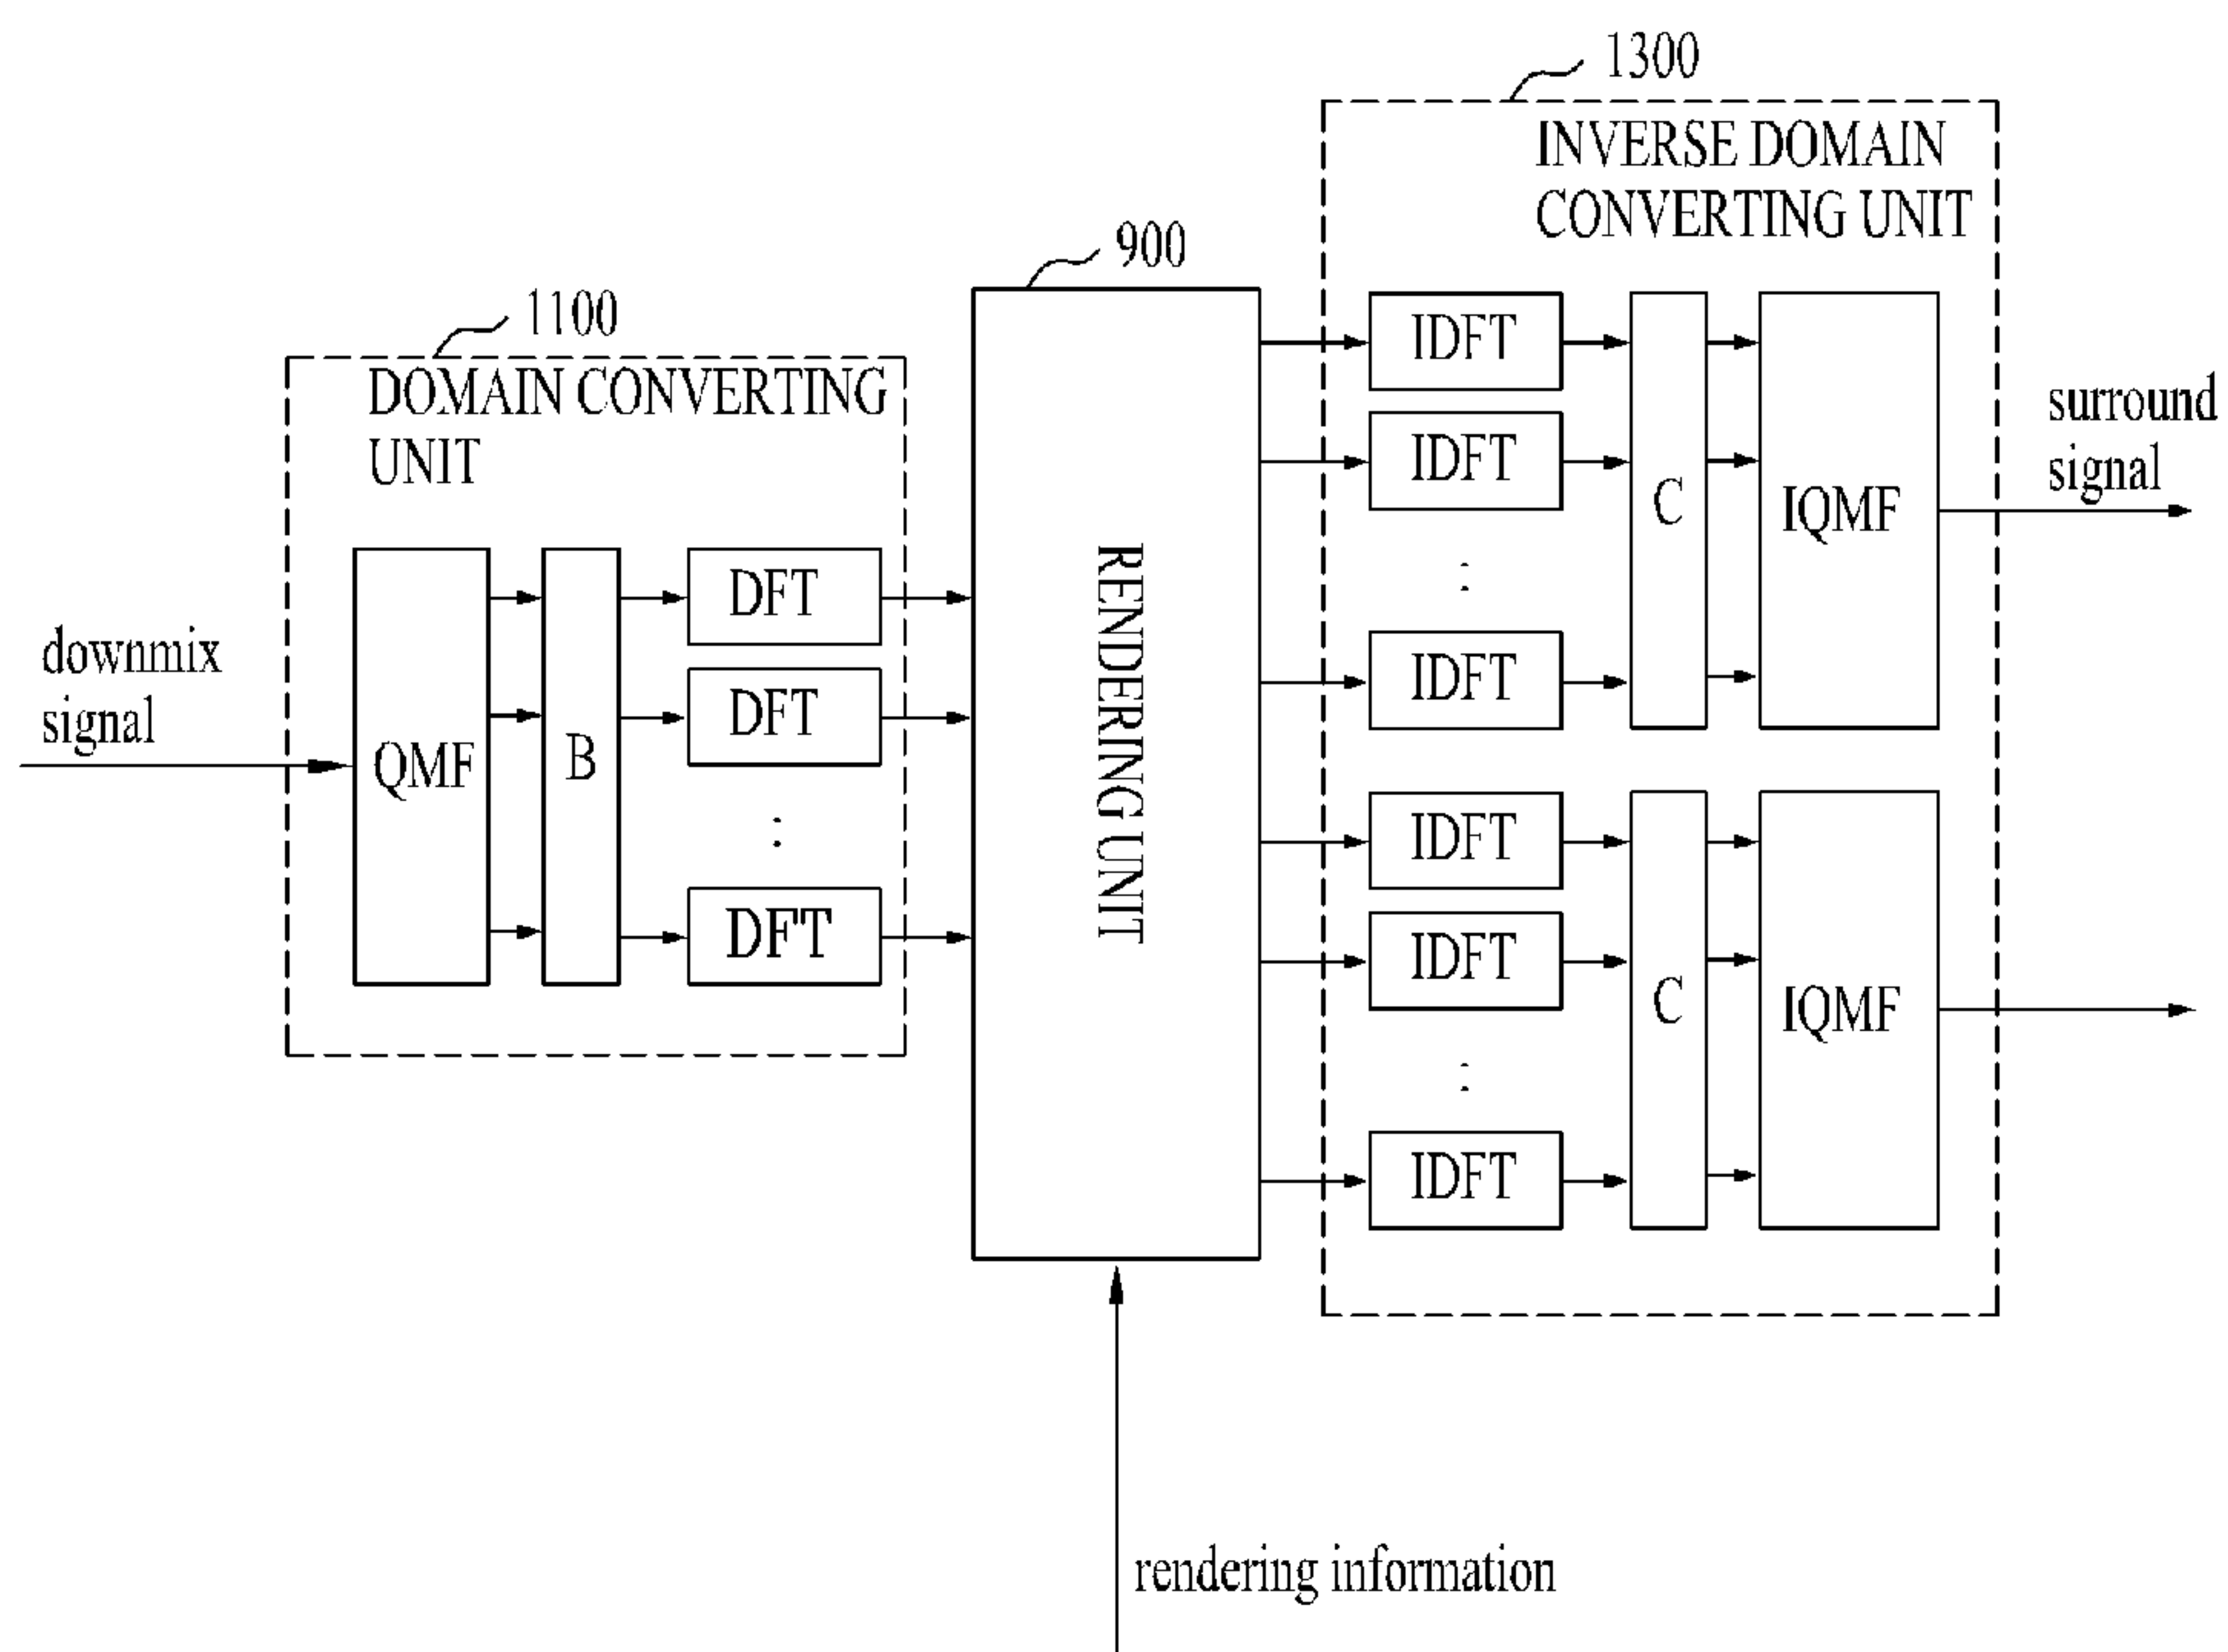 1300
INVERSE DOMAIN
CONVERTING UNIT
900
1100
DOMAIN CONVERTING
UNIT
downmix
signal
QMF
B
DFT
DFT
:
DFT
RENDERING UNIT
IDFT
IDFT
:
IDFT
C
IQMF
surround
signal
IDFT
IDFT
:
IDFT
C
IQMF
rendering information